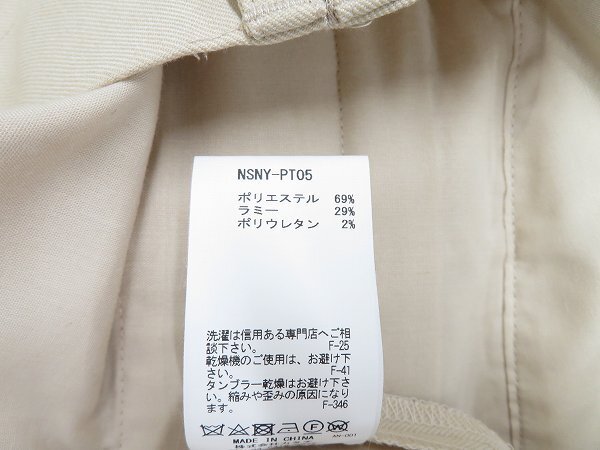 NSNY-PT05
ポリエステル 69%
ラミー 29%
ポリウレタン 2%
洗濯は信用ある専門店へご相
談下さい。 F-25
乾燥機のご使用は、お避け下
さい。 F-41
タンブラー乾燥はお避け下さ
い。縮みや歪みの原因になり
ます。 F-346
MADE IN CHINA AN-001